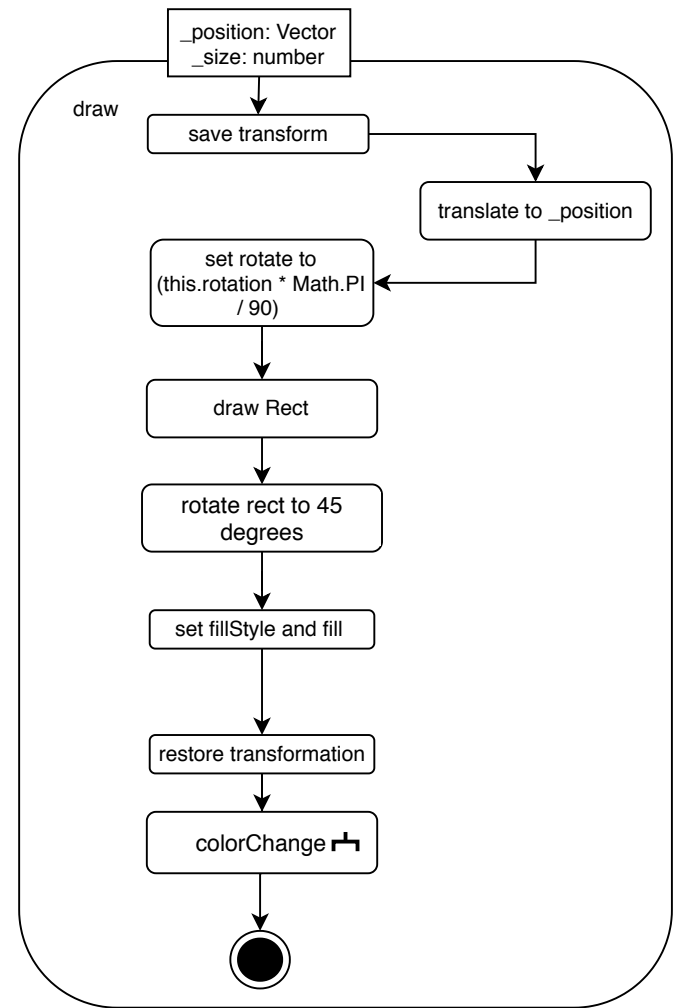 _position: Vector
_size: number
draw
save transform
translate to _position
set rotate to
(this.rotation * Math.PI
/ 90)
draw Rect
rotate rect to 45
degrees
set fillStyle and fill
restore transformation
colorChange